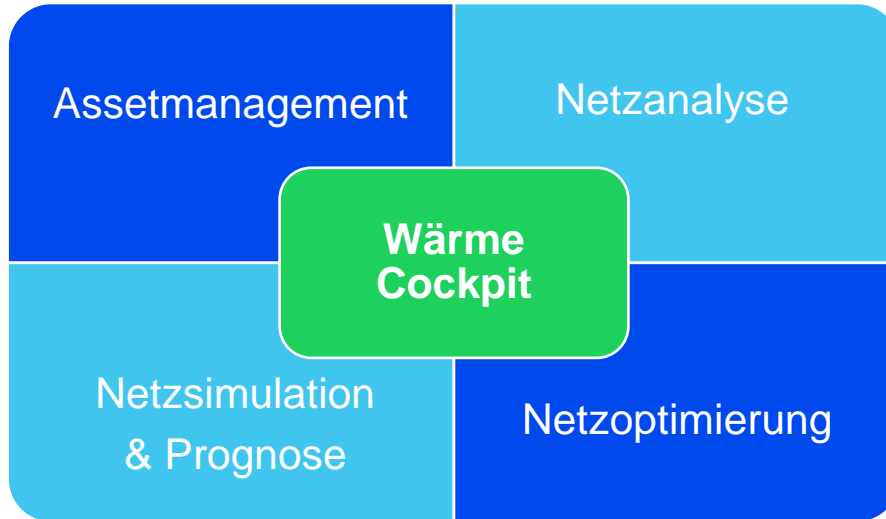 Assetmanagement
Netzanalyse
Wärme
Cockpit
Netzsimulation
& Prognose
Netzoptimierung